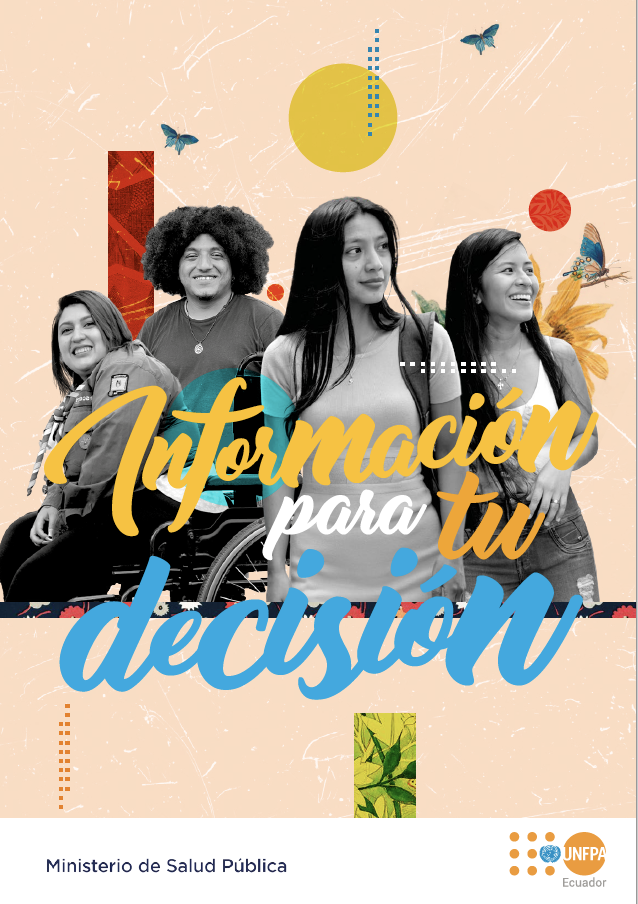 Información
para tu
decisión
Ministerio de Salud Pública
UNFPA
Ecuador